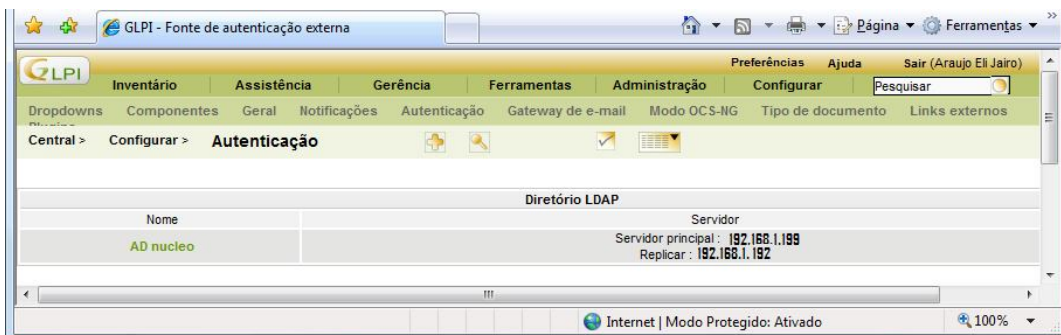 GLPI - Fonte de autenticação externa
Página
Ferramentas
GLPI
Preferências Ajuda Sair (Araujo Eli Jairo)
Inventário Assistência Gerência Ferramentas Administração Configurar Pesquisar
Dropdowns Componentes Geral Notificações Autenticação Gateway de e-mail Modo OCS-NG Tipo de documento Links externos
Central > Configurar > Autenticação
Diretório LDAP
Nome Servidor
AD nucleo
Servidor principal : 192.168.1.199
Replicar : 192.168.1.192
Internet | Modo Protegido: Ativado 100%